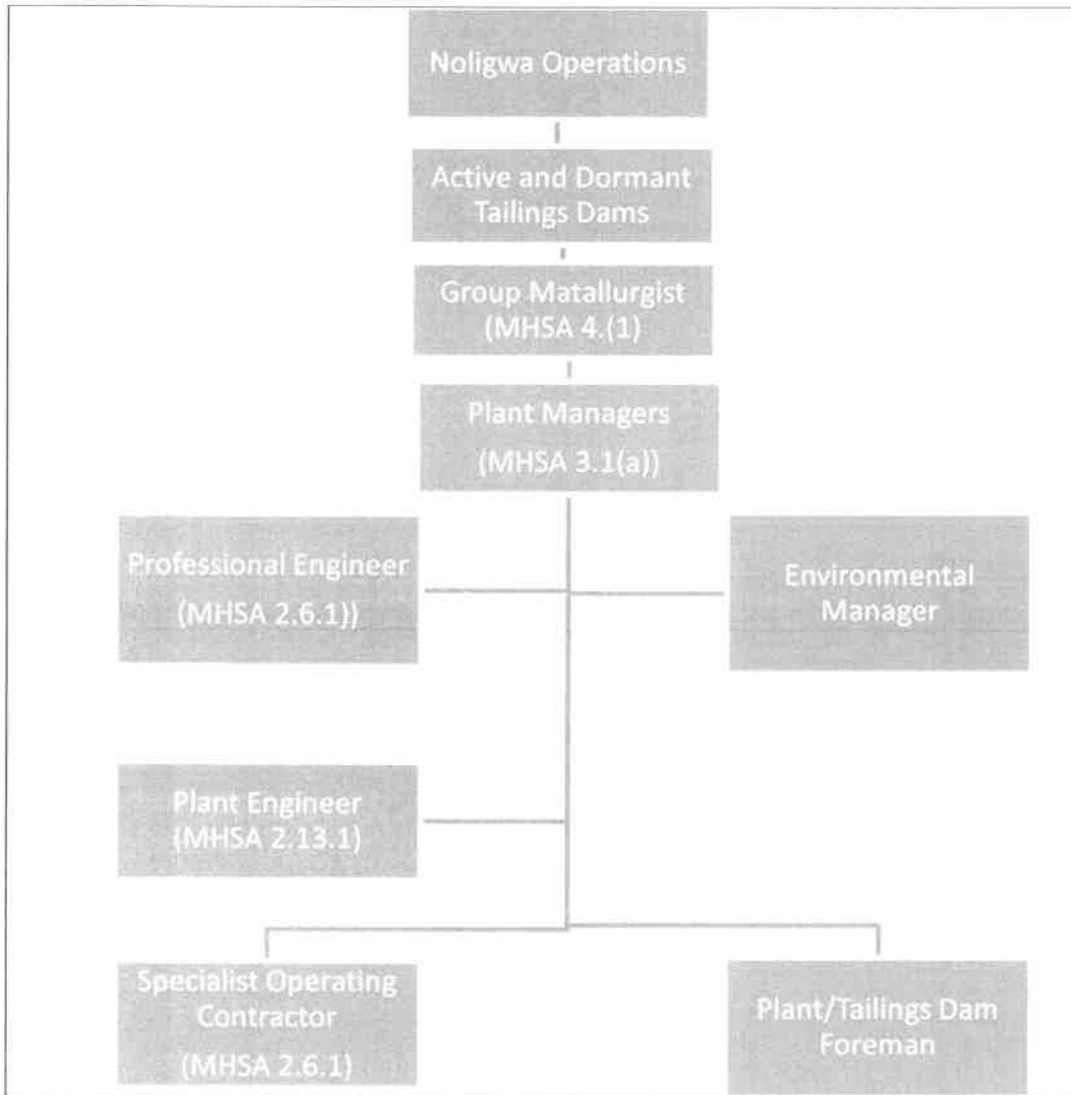 Noligwa Operations
Active and Dormant
Tailings Dams
Group Matallurgist
(MHSA 4.(1)
Plant Managers
(MHSA 3.1(a))
Professional Engineer
(MHSA 2.6.1))
Environmental
Manager
Plant Engineer
(MHSA 2.13.1)
Specialist Operating
Contractor
(MHSA 2.6.1)
Plant/Tailings Dam
Foreman